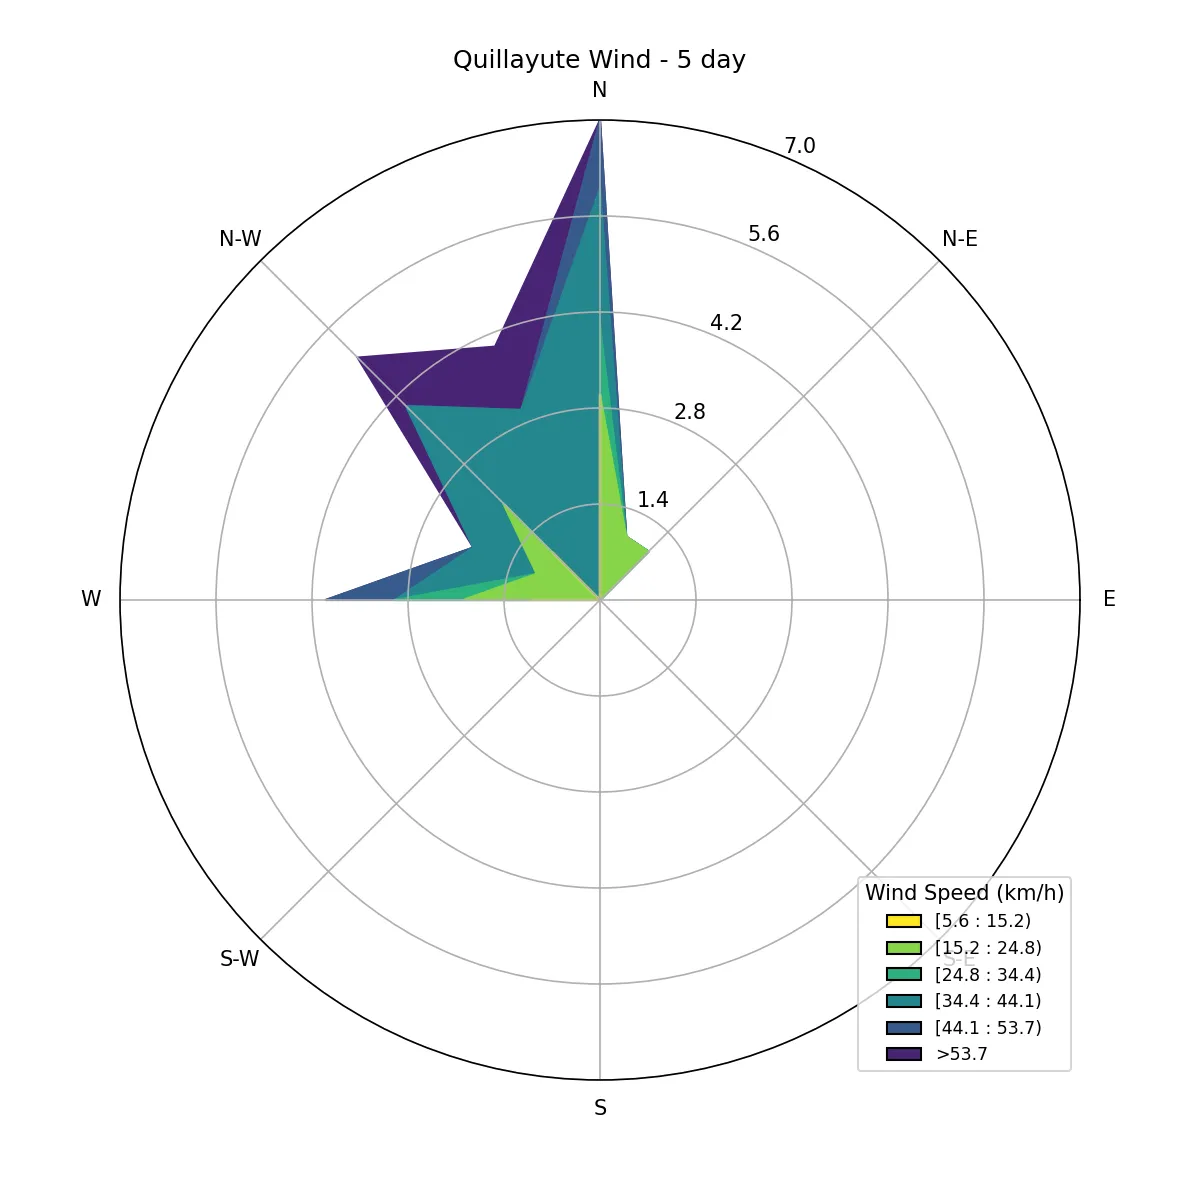 Quillayute Wind - 5 day
N
7.0
N-W
5.6
N-E
4.2
2.8
1.4
W
E
Wind Speed (km/h)
[5.6 : 15.2)
[15.2 : 24.8)
S-W
S-E
[24.8 : 34.4)
[34.4 : 44.1)
[44.1 : 53.7)
>53.7
S